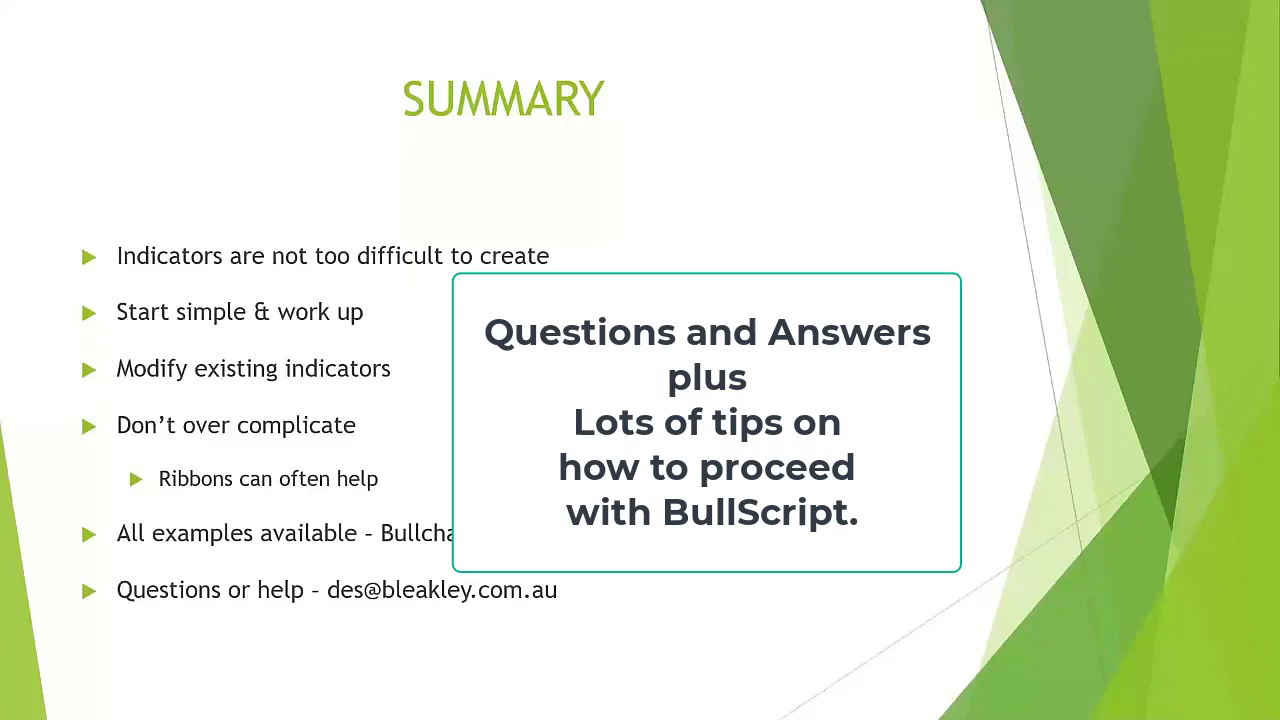 SUMMARY
Indicators are not too difficult to create
Start simple & work up
Modify existing indicators
Don’t over complicate
Ribbons can often help
All examples available – Bullcha
Questions or help – des@bleakley.com.au
Questions and Answers
plus
Lots of tips on
how to proceed
with BullScript.